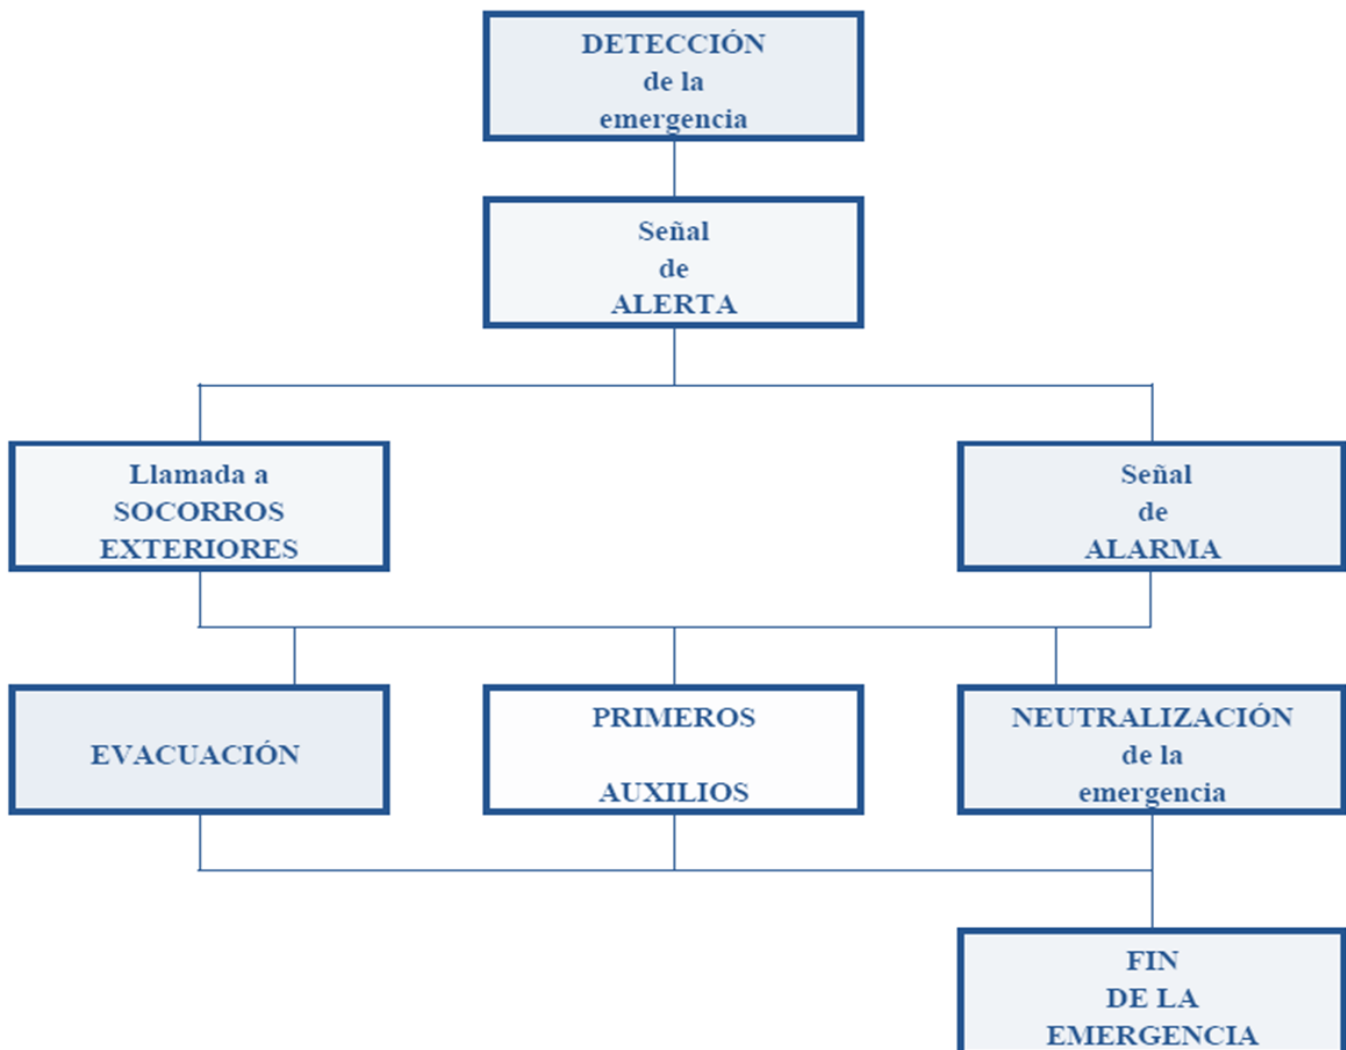 DETECCIÓN
de la
emergencia
Señal
de
ALERTA
Llamada a
SOCORROS
EXTERIORES
Señal
de
ALARMA
EVACUACIÓN
PRIMEROS
AUXILIOS
NEUTRALIZACIÓN
de la
emergencia
FIN
DE LA
EMERGENCIA